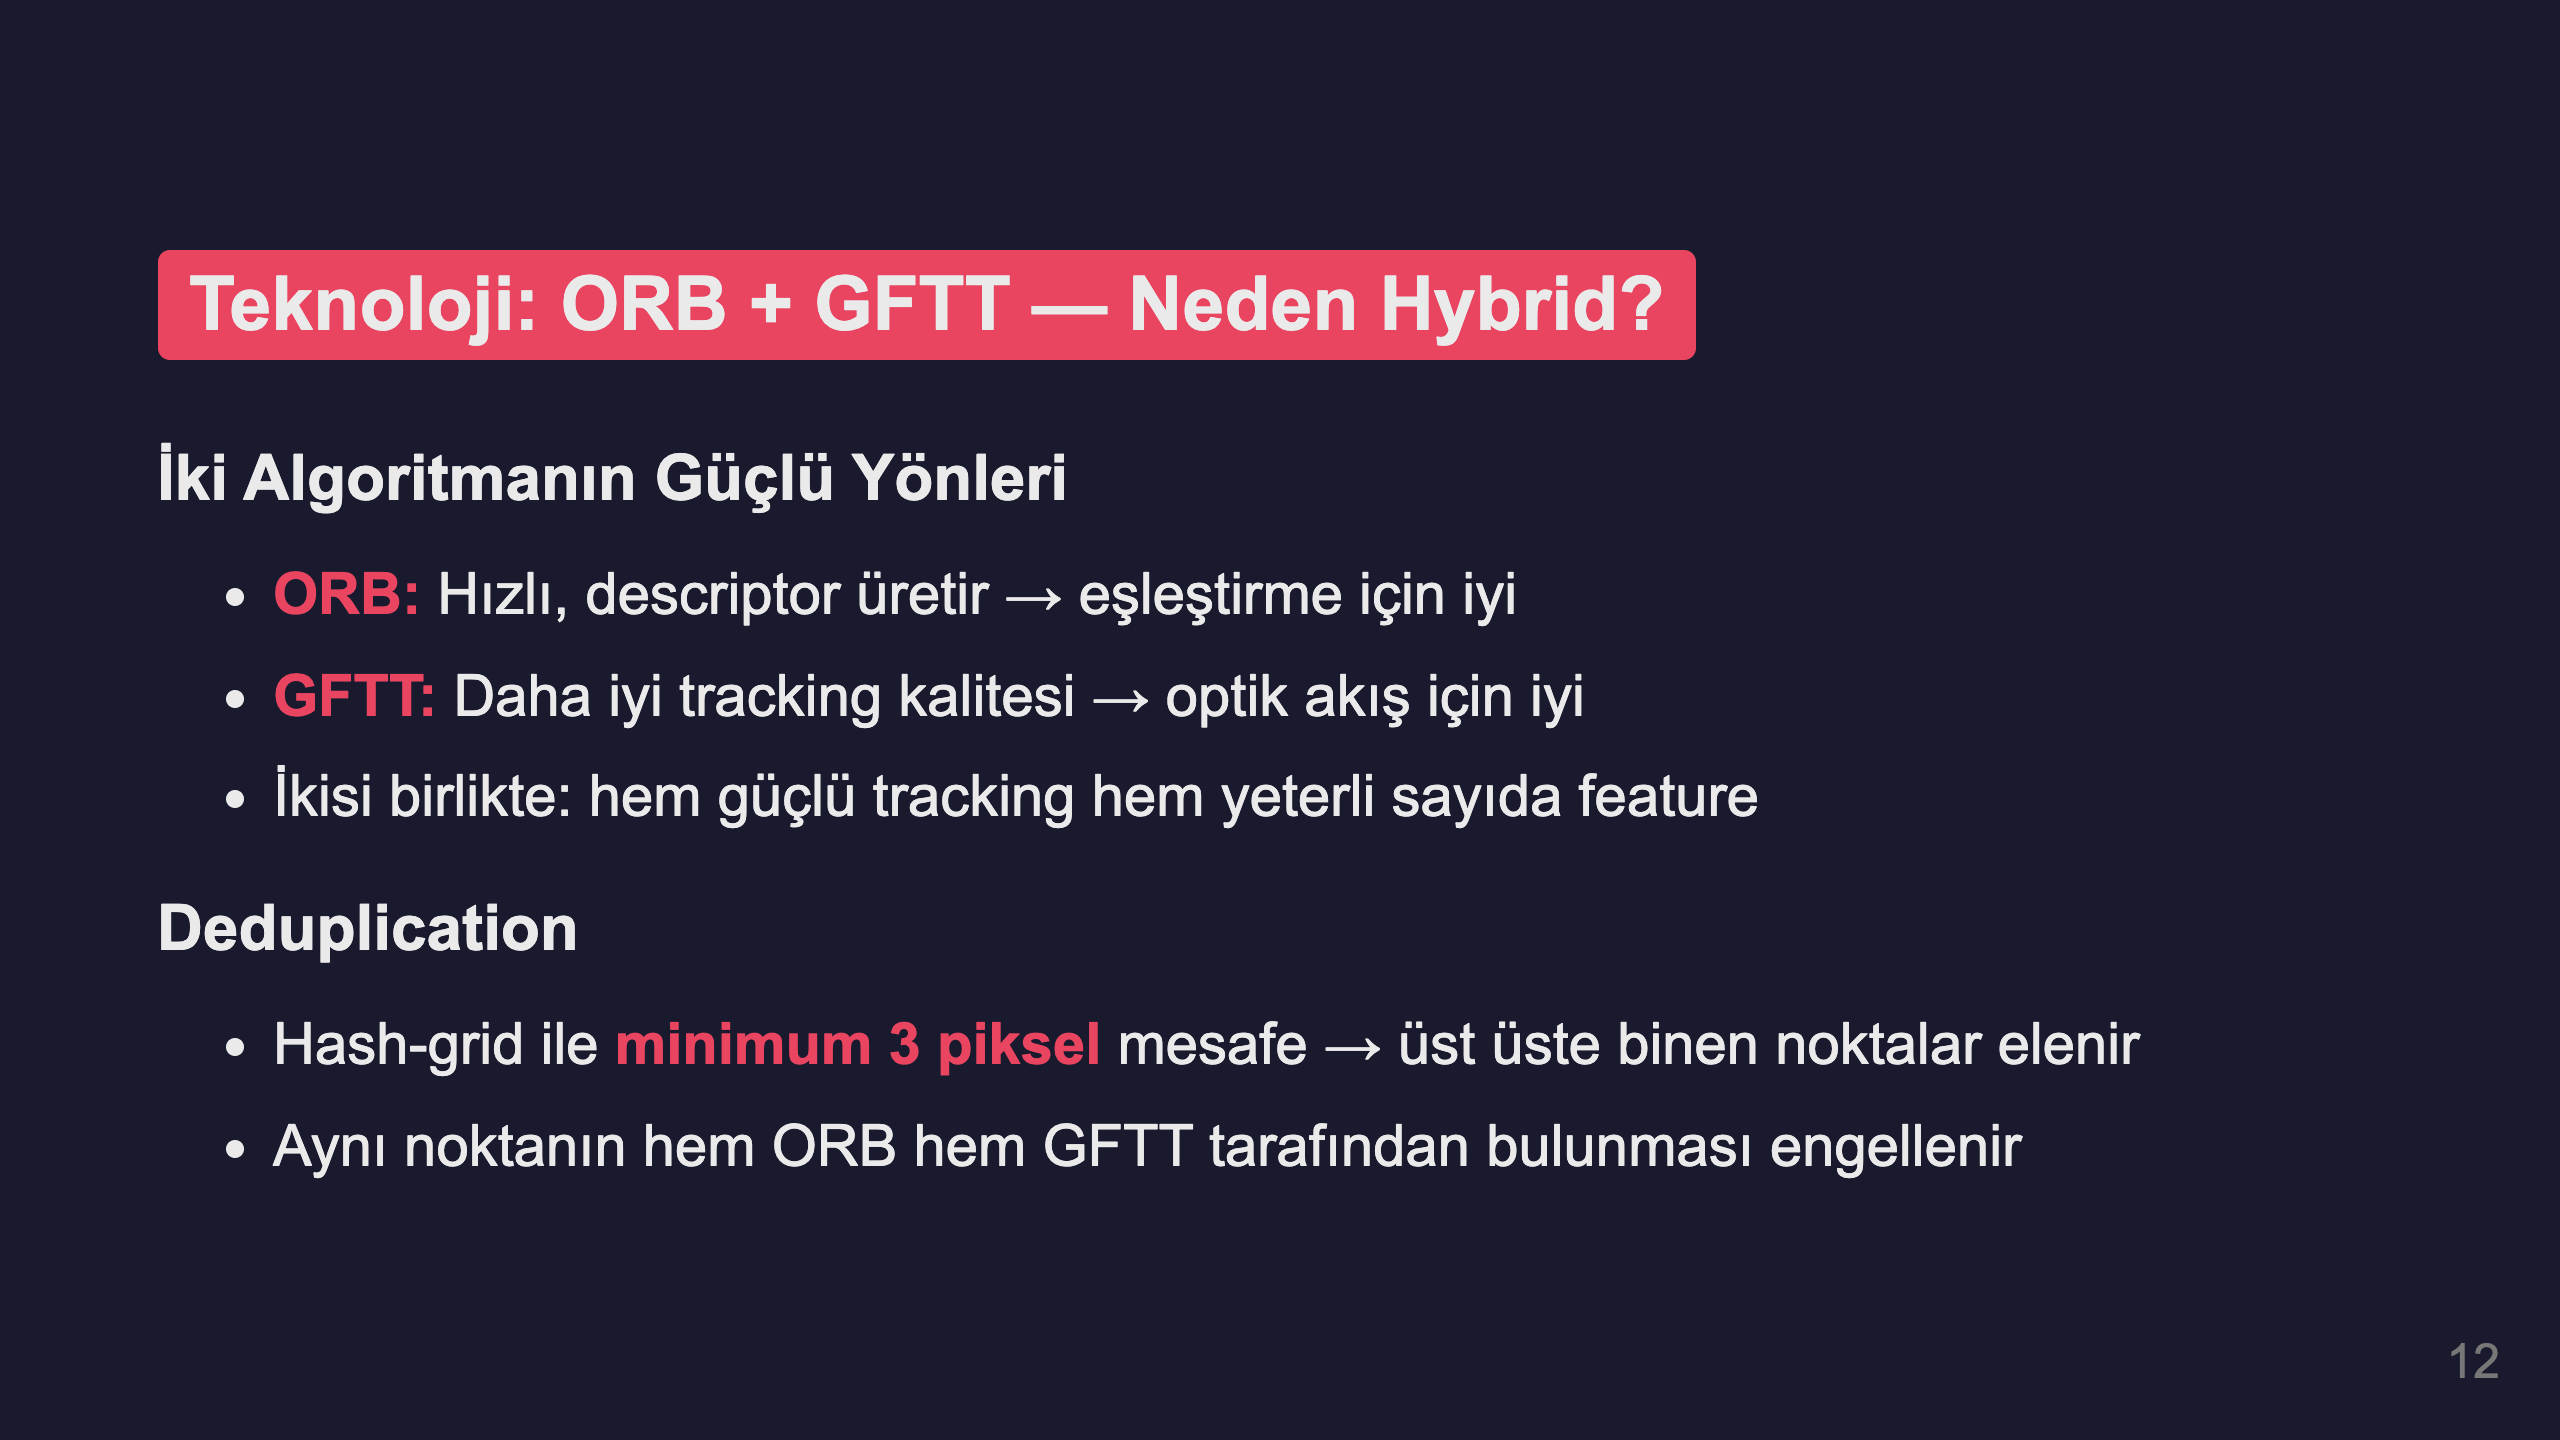 Teknoloji: ORB + GFTT — Neden Hybrid?
İki Algoritmanın Güçlü Yönleri
• ORB: Hızlı, descriptor üretir → eşleştirme için iyi
• GFTT: Daha iyi tracking kalitesi → optik akış için iyi
• İkisi birlikte: hem güçlü tracking hem yeterli sayıda feature
Deduplication
• Hash-grid ile minimum 3 piksel mesafe → üst üste binen noktalar elenir
• Aynı noktanın hem ORB hem GFTT tarafından bulunması engellenir
12